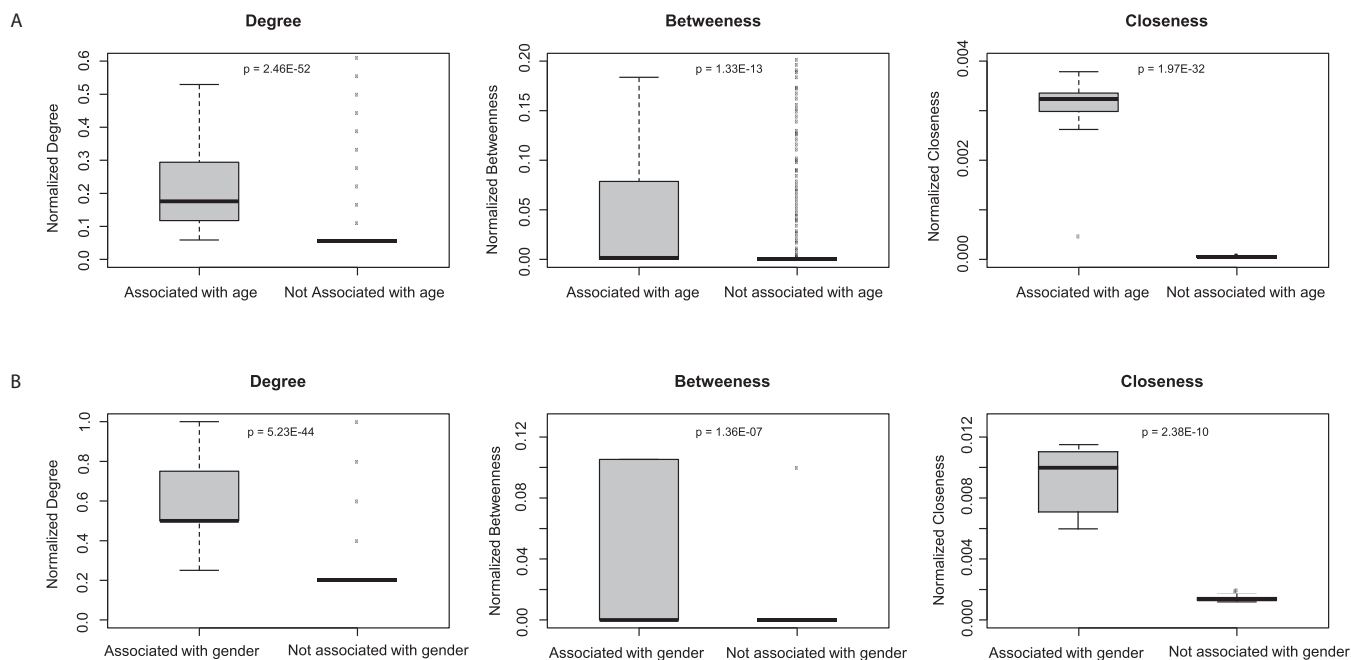 A
Degree
Normalized Degree
0.6
0.5
0.4
0.3
0.2
0.1
0.0
p = 2.46E-52
Associated with age
Not Associated with age
Betweeness
Normalized Betweenness
0.20
0.15
0.10
0.05
0.00
p = 1.33E-13
Associated with age
Not associated with age
Closeness
Normalized Closeness
0.004
0.002
0.000
p = 1.97E-32
Associated with age
Not associated with age
B
Degree
Normalized Degree
1.0
0.8
0.6
0.4
0.2
0.0
p = 5.23E-44
Associated with gender
Not associated with gender
Betweeness
Normalized Betweenness
0.12
0.08
0.04
0.00
p = 1.36E-07
Associated with gender
Not associated with gender
Closeness
Normalized Closeness
0.012
0.008
0.004
0.000
p = 2.38E-10
Associated with gender
Not associated with gender